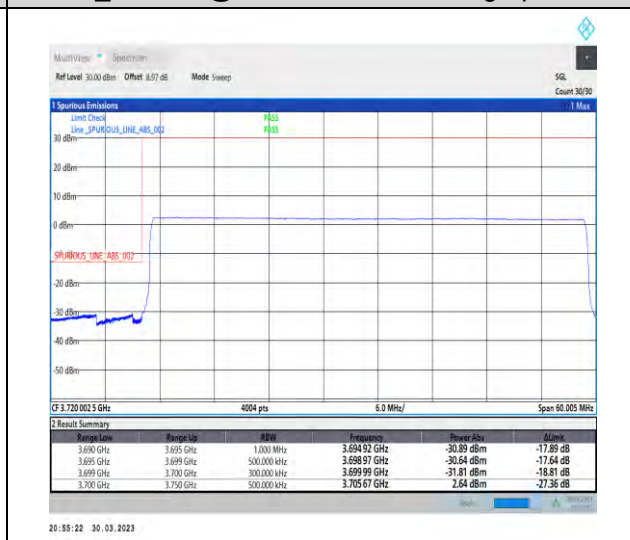 MultiView Spectrum
Ref Level 30.00 dBm Offset 8.97 dB Mode Sweep SGL
Count 30/30
1 Spurious Emissions 1 Max
Limit Check PASS
Line _SPURIOUS_LINE_ABS_002 PASS
30 dBm
20 dBm
10 dBm
0 dBm
SPURIOUS_LINE_ABS_002
-20 dBm
-30 dBm
-40 dBm
-50 dBm
CF 3.720 002 5 GHz 4004 pts 6.0 MHz/ Span 60.005 MHz
2 Result Summary
Range Low Range Up RBW Frequency Power Abs ΔLimit
3.690 GHz 3.695 GHz 1.000 MHz 3.694 92 GHz -30.89 dBm -17.89 dB
3.695 GHz 3.699 GHz 500.000 kHz 3.698 97 GHz -30.64 dBm -17.64 dB
3.699 GHz 3.700 GHz 300.000 kHz 3.699 99 GHz -31.81 dBm -18.81 dB
3.700 GHz 3.750 GHz 500.000 kHz 3.705 67 GHz 2.64 dBm -27.36 dB
20:55:22 30.03.2023